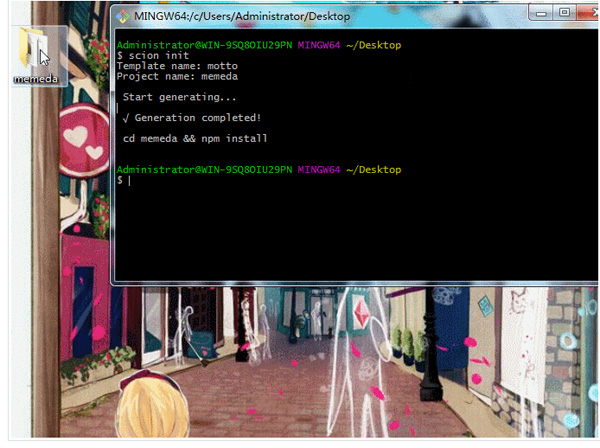 MINGW64:/c/Users/Administrator/Desktop
memeda
Administrator@WIN-9SQ8OIU29PN MINGW64 ~/Desktop
$ scion init
Template name: motto
Project name: memeda
Start generating...
√ Generation completed!
cd memeda && npm install
Administrator@WIN-9SQ8OIU29PN MINGW64 ~/Desktop
$